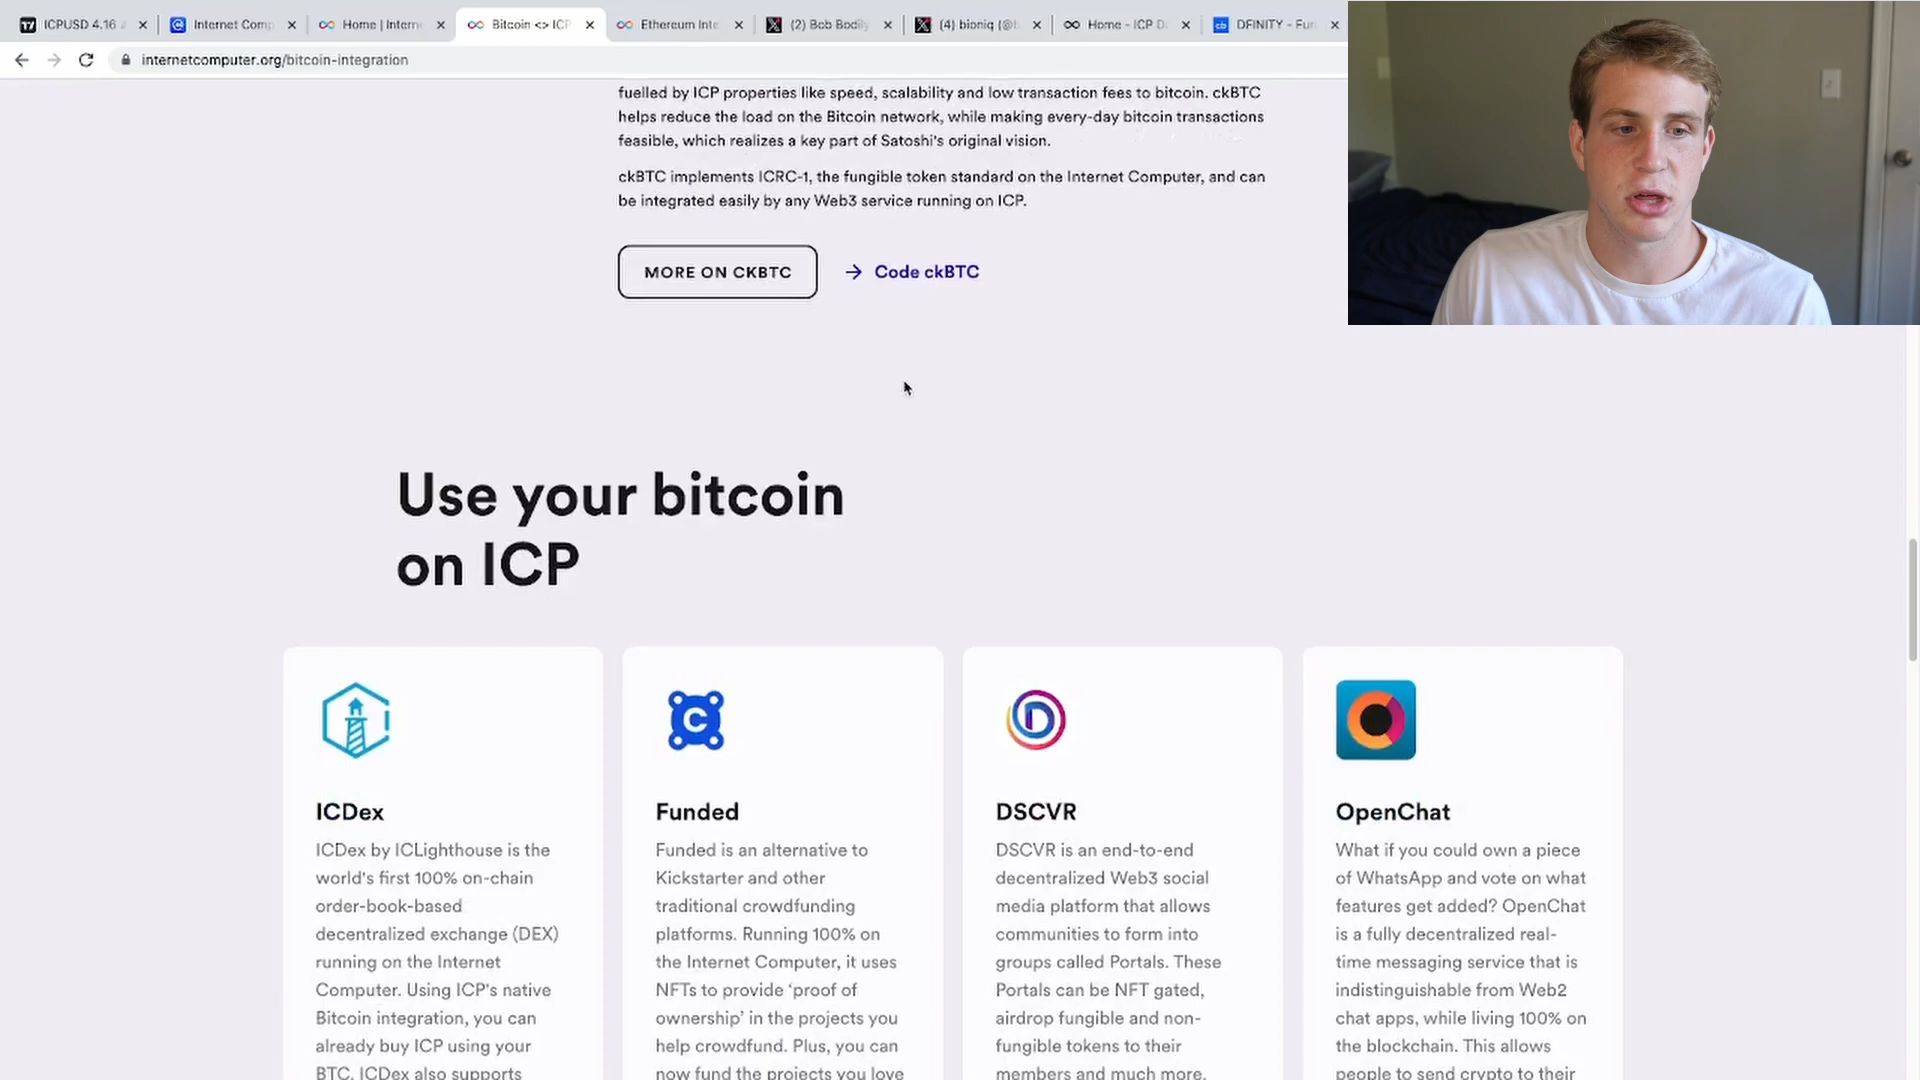 ICPUSD 4.16
Internet Comp
Home | Interne
Bitcoin <> ICP
Ethereum Inte
(2) Bob Bodily
(4) bioniq (@b
Home - ICP D
DFINITY - Fun
internetcomputer.org/bitcoin-integration
fuelled by ICP properties like speed, scalability and low transaction fees to bitcoin. ckBTC
helps reduce the load on the Bitcoin network, while making every-day bitcoin transactions
feasible, which realizes a key part of Satoshi's original vision.
ckBTC implements ICRC-1, the fungible token standard on the Internet Computer, and can
be integrated easily by any Web3 service running on ICP.
MORE ON CKBTC
→ Code ckBTC
Use your bitcoin
on ICP
ICDex
ICDex by ICLighthouse is the
world's first 100% on-chain
order-book-based
decentralized exchange (DEX)
running on the Internet
Computer. Using ICP's native
Bitcoin integration, you can
already buy ICP using your
BTC. ICDex also supports
Funded
Funded is an alternative to
Kickstarter and other
traditional crowdfunding
platforms. Running 100% on
the Internet Computer, it uses
NFTs to provide ‘proof of
ownership’ in the projects you
help crowdfund. Plus, you can
now fund the projects you love
DSCVR
DSCVR is an end-to-end
decentralized Web3 social
media platform that allows
communities to form into
groups called Portals. These
Portals can be NFT gated,
airdrop fungible and non-
fungible tokens to their
members and much more.
OpenChat
What if you could own a piece
of WhatsApp and vote on what
features get added? OpenChat
is a fully decentralized real-
time messaging service that is
indistinguishable from Web2
chat apps, while living 100% on
the blockchain. This allows
people to send crypto to their